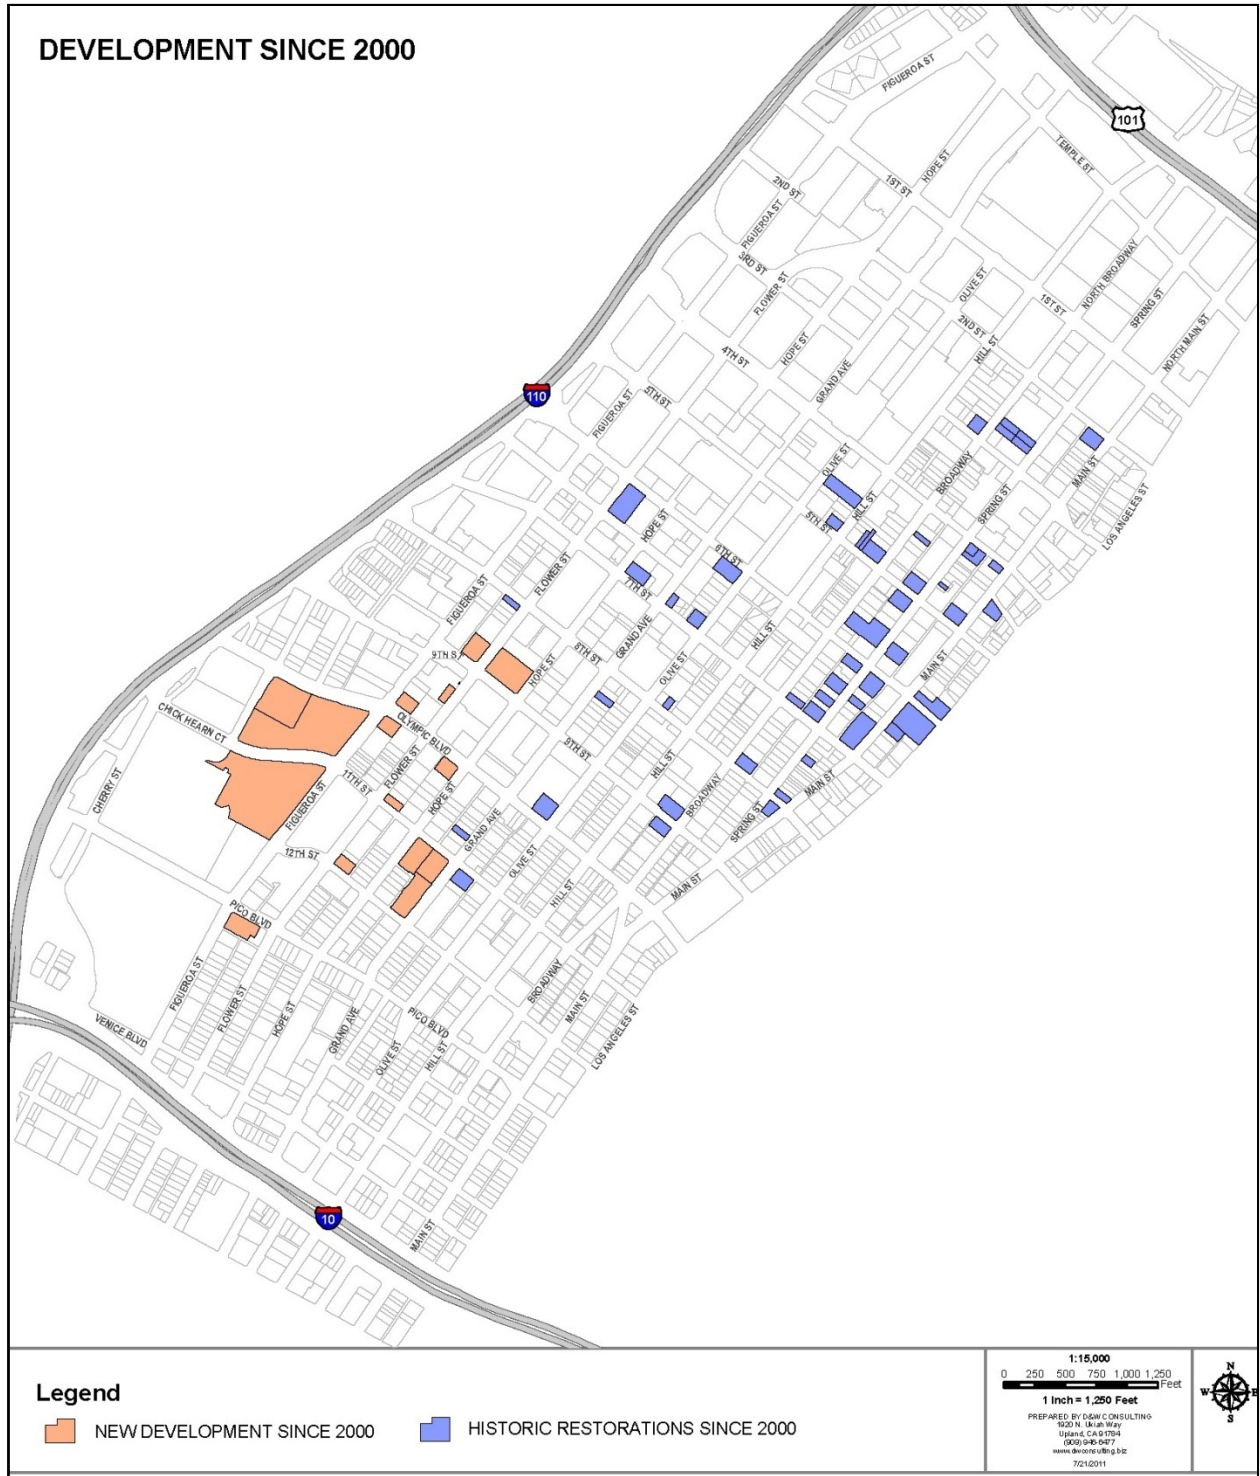 DEVELOPMENT SINCE 2000
FIGUEROA ST
101
TEMPLE ST
HOPE ST
1ST ST
2ND ST
FIGUEROA ST
3RD ST
FLOWER ST
OLIVE ST
NORTH BROADWAY
1ST ST
SPRING ST
2ND ST
HILL ST
NORTH MAIN ST
HOPE ST
4TH ST
GRAND AVE
110
5TH ST
FIGUEROA ST
OLIVE ST
BROADWAY
MAIN ST
HILL ST
SPRING ST
LOS ANGELES ST
5TH ST
HOPE ST
6TH ST
FLOWER ST
7TH ST
FIGUEROA ST
GRAND AVE
HILL ST
8TH ST
9TH S
HOPE ST
OLIVE ST
MAIN ST
CHICK HEARN CT
OLYMPIC BLVD
9TH ST
HILL ST
FLOWER ST
11TH ST
CHERRY ST
FIGUEROA ST
HOPE ST
BROADWAY
MAIN ST
SPRING ST
GRAND AVE
12TH ST
OLIVE ST
HILL ST
MAIN ST
PICO BLVD
FIGUEROA ST
BROADWAY
FLOWER ST
HOPE ST
MAIN ST
VENICE BLVD
GRAND AVE
PICO BLVD
OLIVE ST
HILL ST
LOS ANGELES ST
10
MAIN ST
Legend
NEW DEVELOPMENT SINCE 2000
HISTORIC RESTORATIONS SINCE 2000
1:15,000
0 250 500 750 1,000 1,250
Feet
1 Inch = 1,250 Feet
PREPARED BY D&W CONSULTING
1920 N. Ukiah Way
Upland, CA 91784
(909) 946-6477
www.dwconsulting.biz
7/21/2011
N
W E
S